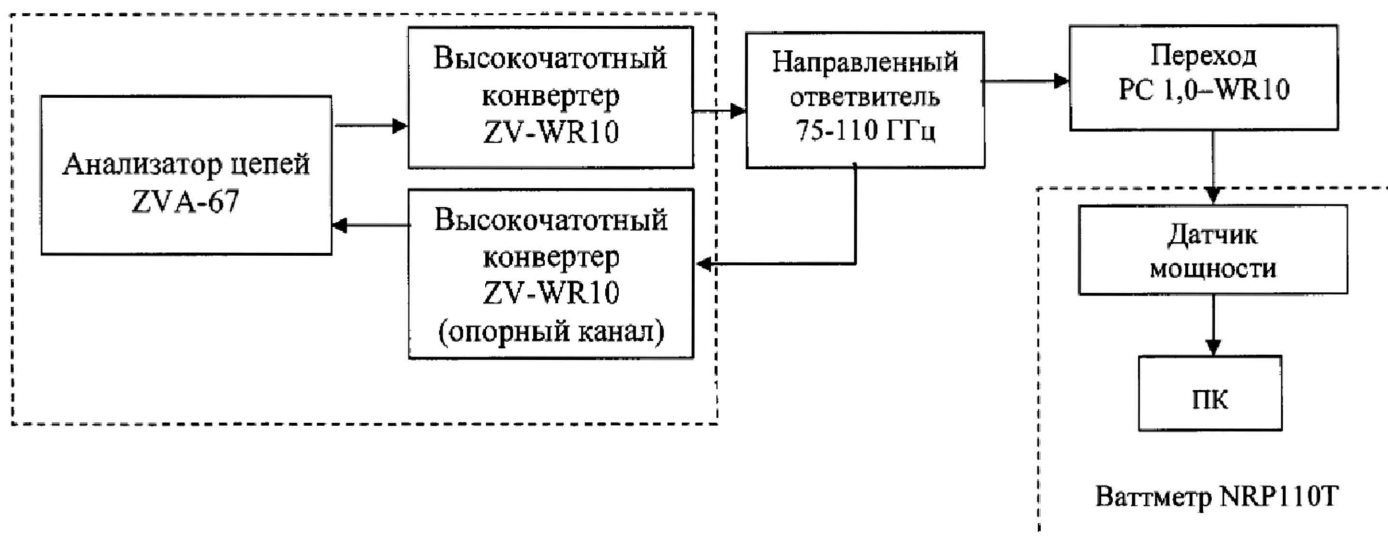 Анализатор цепей
ZVA-67
Высокочатотный
конвертер
ZV-WR10
Высокочатотный
конвертер
ZV-WR10
(опорный канал)
Направленный
ответвитель
75-110 ГГц
Переход
РС 1,0–WR10
Датчик
мощности
ПК
Ваттметр NRP110T